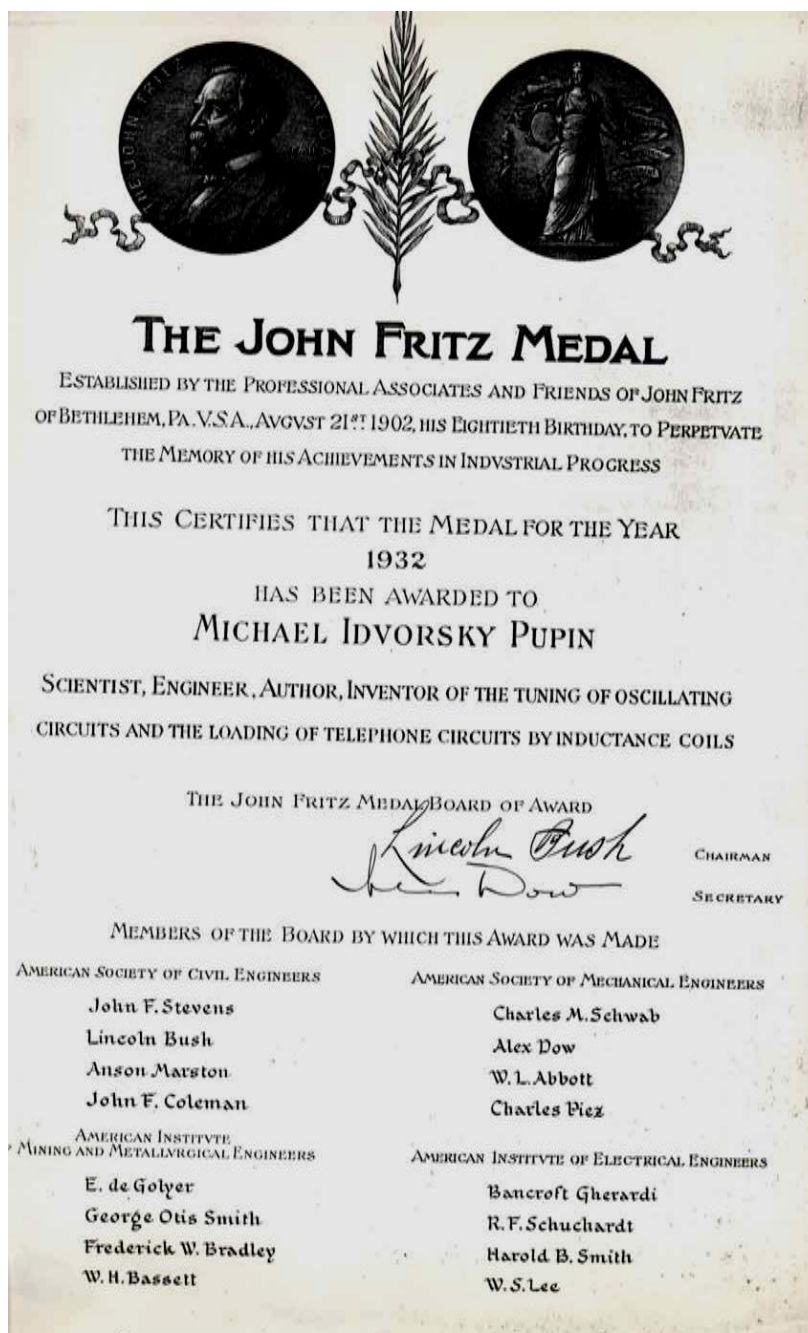 THE JOHN FRITZ MEDAL
THE JOHN FRITZ MEDAL
ESTABLISHED BY THE PROFESSIONAL ASSOCIATES AND FRIENDS OF JOHN FRITZ
OF BETHLEHEM, PA. V.S.A., AVGVST 21ST 1902, HIS EIGHTIETH BIRTHDAY, TO PERPETVATE
THE MEMORY OF HIS ACHIEVEMENTS IN INDVSTRIAL PROGRESS
THIS CERTIFIES THAT THE MEDAL FOR THE YEAR
1932
HAS BEEN AWARDED TO
MICHAEL IDVORSKY PUPIN
SCIENTIST, ENGINEER, AUTHOR, INVENTOR OF THE TUNING OF OSCILLATING
CIRCUITS AND THE LOADING OF TELEPHONE CIRCUITS BY INDUCTANCE COILS
THE JOHN FRITZ MEDAL BOARD OF AWARD
Lincoln Bush CHAIRMAN
Dow SECRETARY
MEMBERS OF THE BOARD BY WHICH THIS AWARD WAS MADE
AMERICAN SOCIETY OF CIVIL ENGINEERS
John F. Stevens
Lincoln Bush
Anson Marston
John F. Coleman
AMERICAN SOCIETY OF MECHANICAL ENGINEERS
Charles M. Schwab
Alex Dow
W. L. Abbott
Charles Piez
AMERICAN INSTITVTE
MINING AND METALLVRGICAL ENGINEERS
E. de Golyer
George Otis Smith
Frederick W. Bradley
W. H. Bassett
AMERICAN INSTITVTE OF ELECTRICAL ENGINEERS
Bancroft Gherardi
R. F. Schuchardt
Harold B. Smith
W. S. Lee